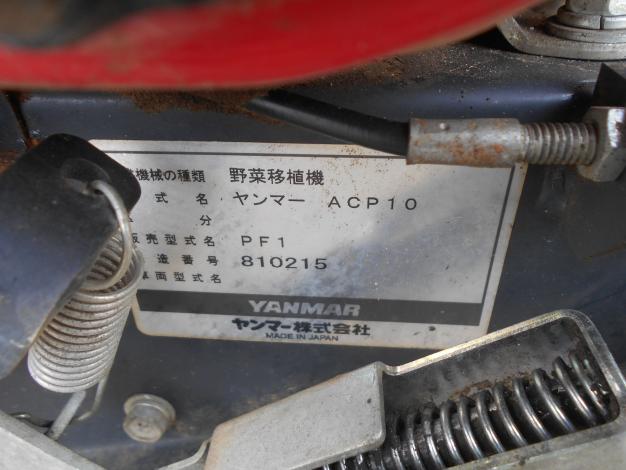 機械の種類 野菜移植機
式 名 ヤンマー ACP10
分
販売型式名 PF1
造番号 810215
車両型式名
YANMAR
ヤンマー株式会社
MADE IN JAPAN